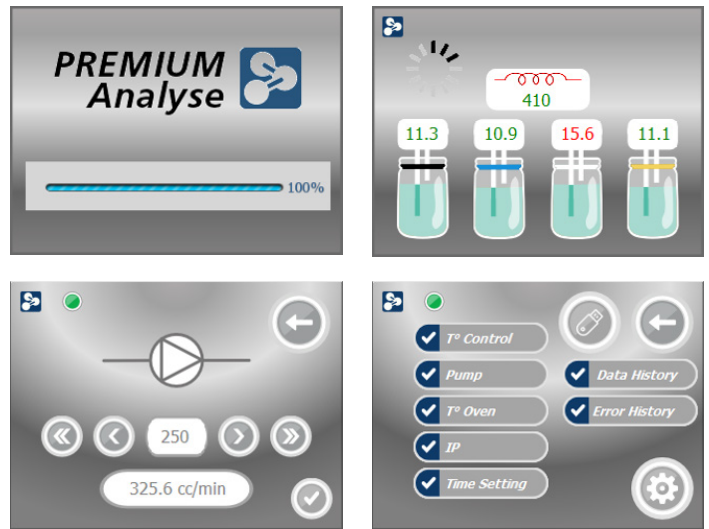 PREMIUM
Analyse
100%
410
11.3 10.9 15.6 11.1
250
325.6 cc/min
T° Control
Pump
T° Oven
IP
Time Setting
Data History
Error History